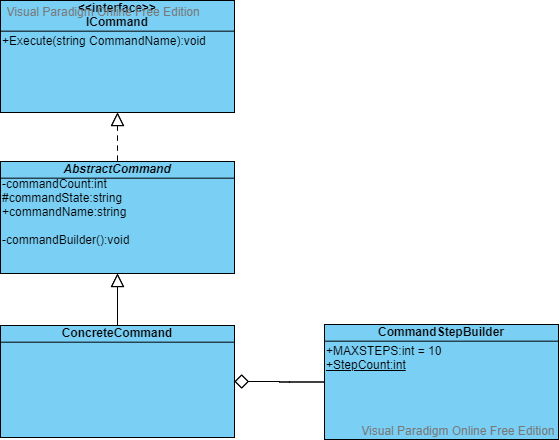 <<interface>>
Visual Paradigm Online Free Edition
ICommand
+Execute(string CommandName):void
AbstractCommand
-commandCount:int
#commandState:string
+commandName:string
-commandBuilder():void
ConcreteCommand
CommandStepBuilder
+MAXSTEPS:int = 10
+StepCount:int
Visual Paradigm Online Free Edition